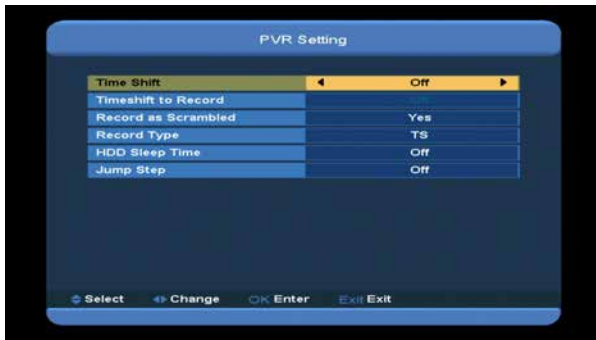 PVR Setting
Time Shift Off
Timeshift to Record
Record as Scrambled Yes
Record Type TS
HDD Sleep Time Off
Jump Step Off
Select Change OK Enter Exit Exit